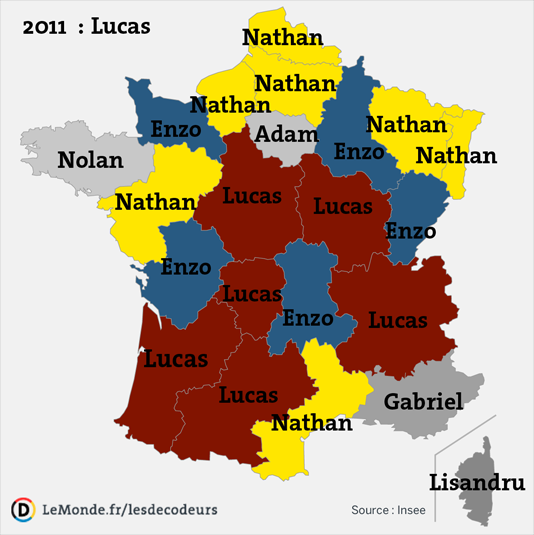 2011 : Lucas
Nathan
Nathan
Nathan
Enzo
Adam
Nathan
Enzo
Nathan
Nolan
Nathan
Lucas
Lucas
Enzo
Enzo
Lucas
Enzo
Lucas
Lucas
Lucas
Gabriel
Nathan
Lisandru
LeMonde.fr/lesdecodeurs
Source : Insee